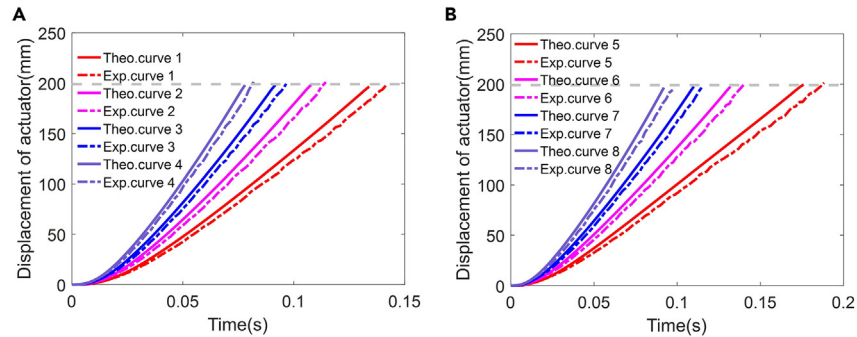 A
Displacement of actuator(mm)
250
200
150
100
50
0
Theo.curve 1
Exp.curve 1
Theo.curve 2
Exp.curve 2
Theo.curve 3
Exp.curve 3
Theo.curve 4
Exp.curve 4
0
0.05
0.1
0.15
Time(s)
B
Displacement of actuator(mm)
250
200
150
100
50
0
Theo.curve 5
Exp.curve 5
Theo.curve 6
Exp.curve 6
Theo.curve 7
Exp.curve 7
Theo.curve 8
Exp.curve 8
0
0.05
0.1
0.15
0.2
Time(s)